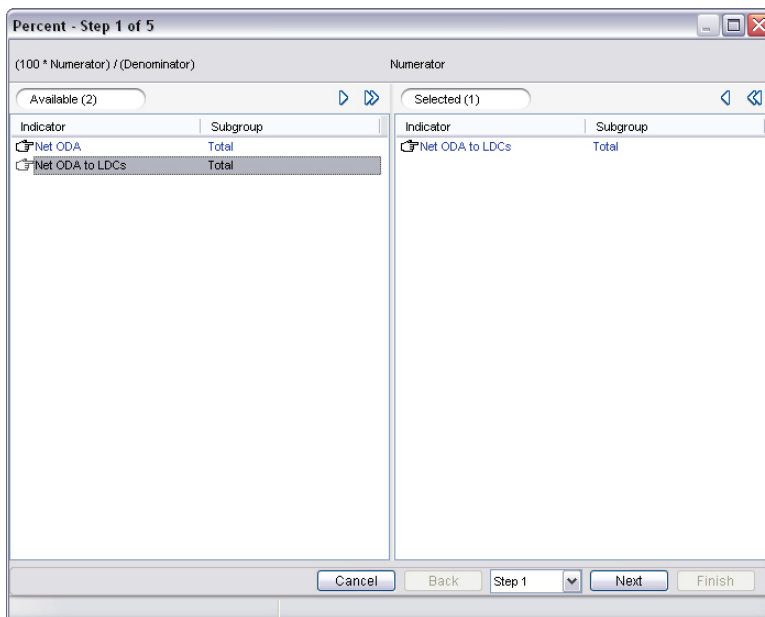 Percent - Step 1 of 5
(100 * Numerator) / (Denominator) Numerator
Available (2) Selected (1)
Indicator Subgroup Indicator Subgroup
Net ODA Total Net ODA to LDCs Total
Net ODA to LDCs Total
Cancel Back Step 1 Next Finish